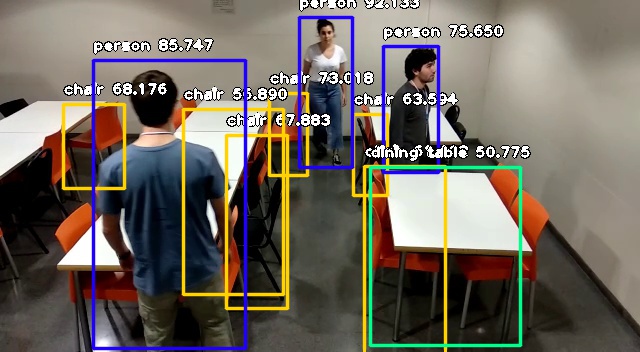 person 92.133
person 75.650
person 85.747
chair 73.018
chair 68.176
chair 56.890
chair 63.594
chair 67.883
dining table 50.775